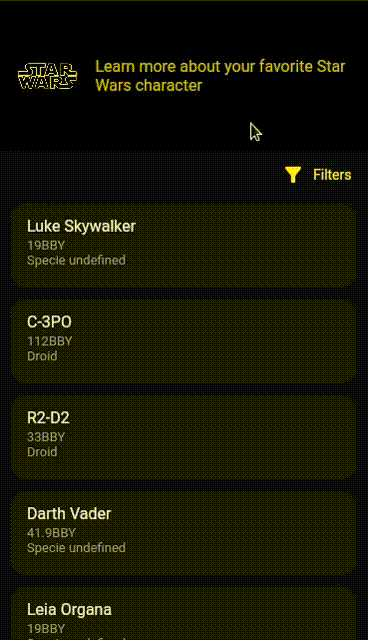 STAR
WARS
Learn more about your favorite Star
Wars character
Filters
Luke Skywalker
19BBY
Specie undefined
C-3PO
112BBY
Droid
R2-D2
33BBY
Droid
Darth Vader
41.9BBY
Specie undefined
Leia Organa
19BBY